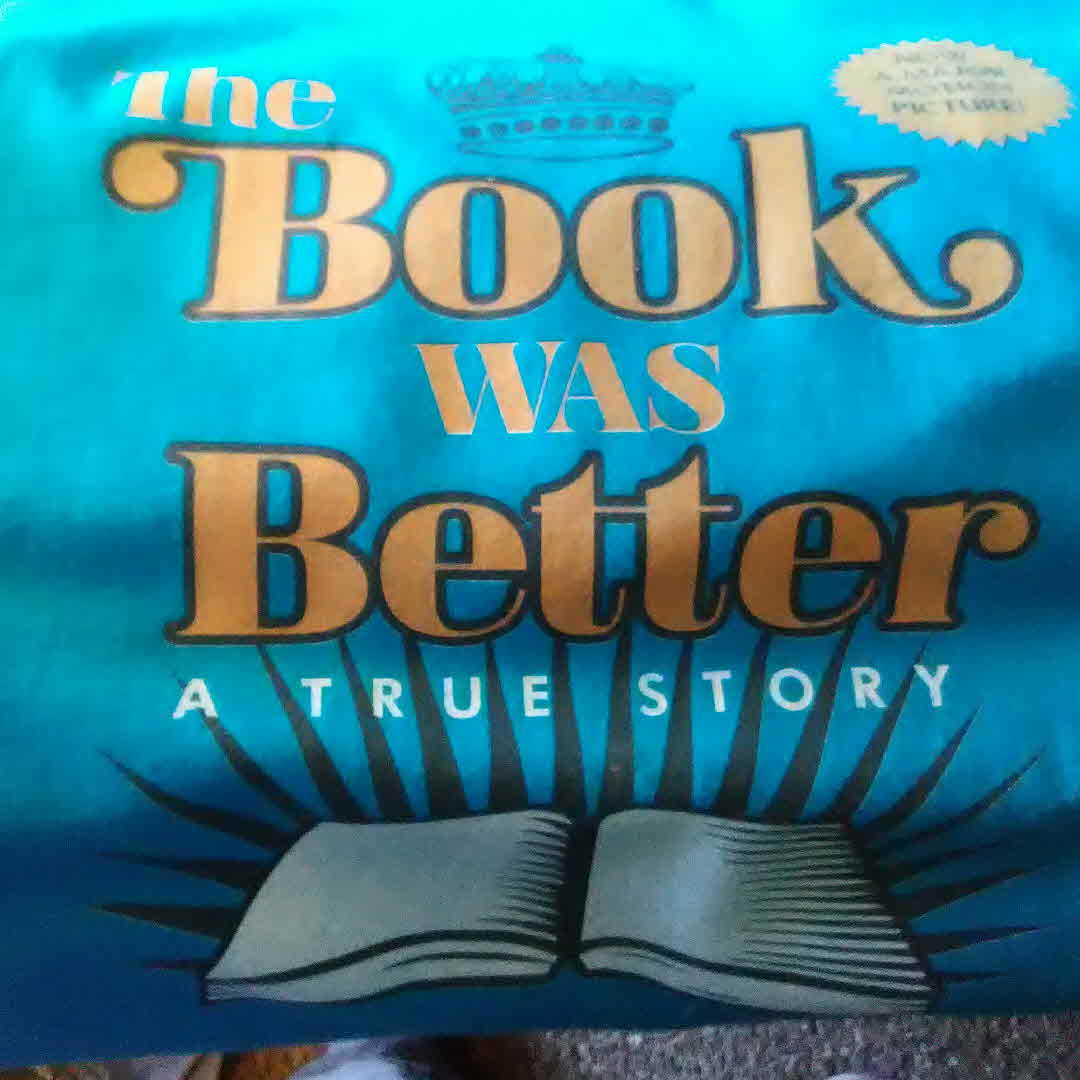 The
NOW
A MAJOR
MOTION
PICTURE!
Book
WAS
Better
A TRUE STORY